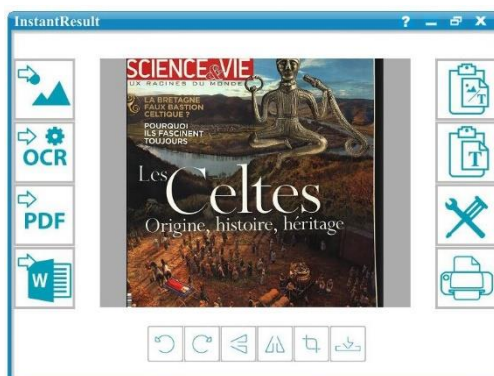 InstantResult
?
SCIENCE & VIE
UX RACINES DU MONDE
LA BRETAGNE
FAUX BASTION
CELTIQUE ?
POURQUOI
ILS FASCINENT
TOUJOURS
Les
Celtes
Origine, histoire, héritage
OCR
PDF
W
T
T